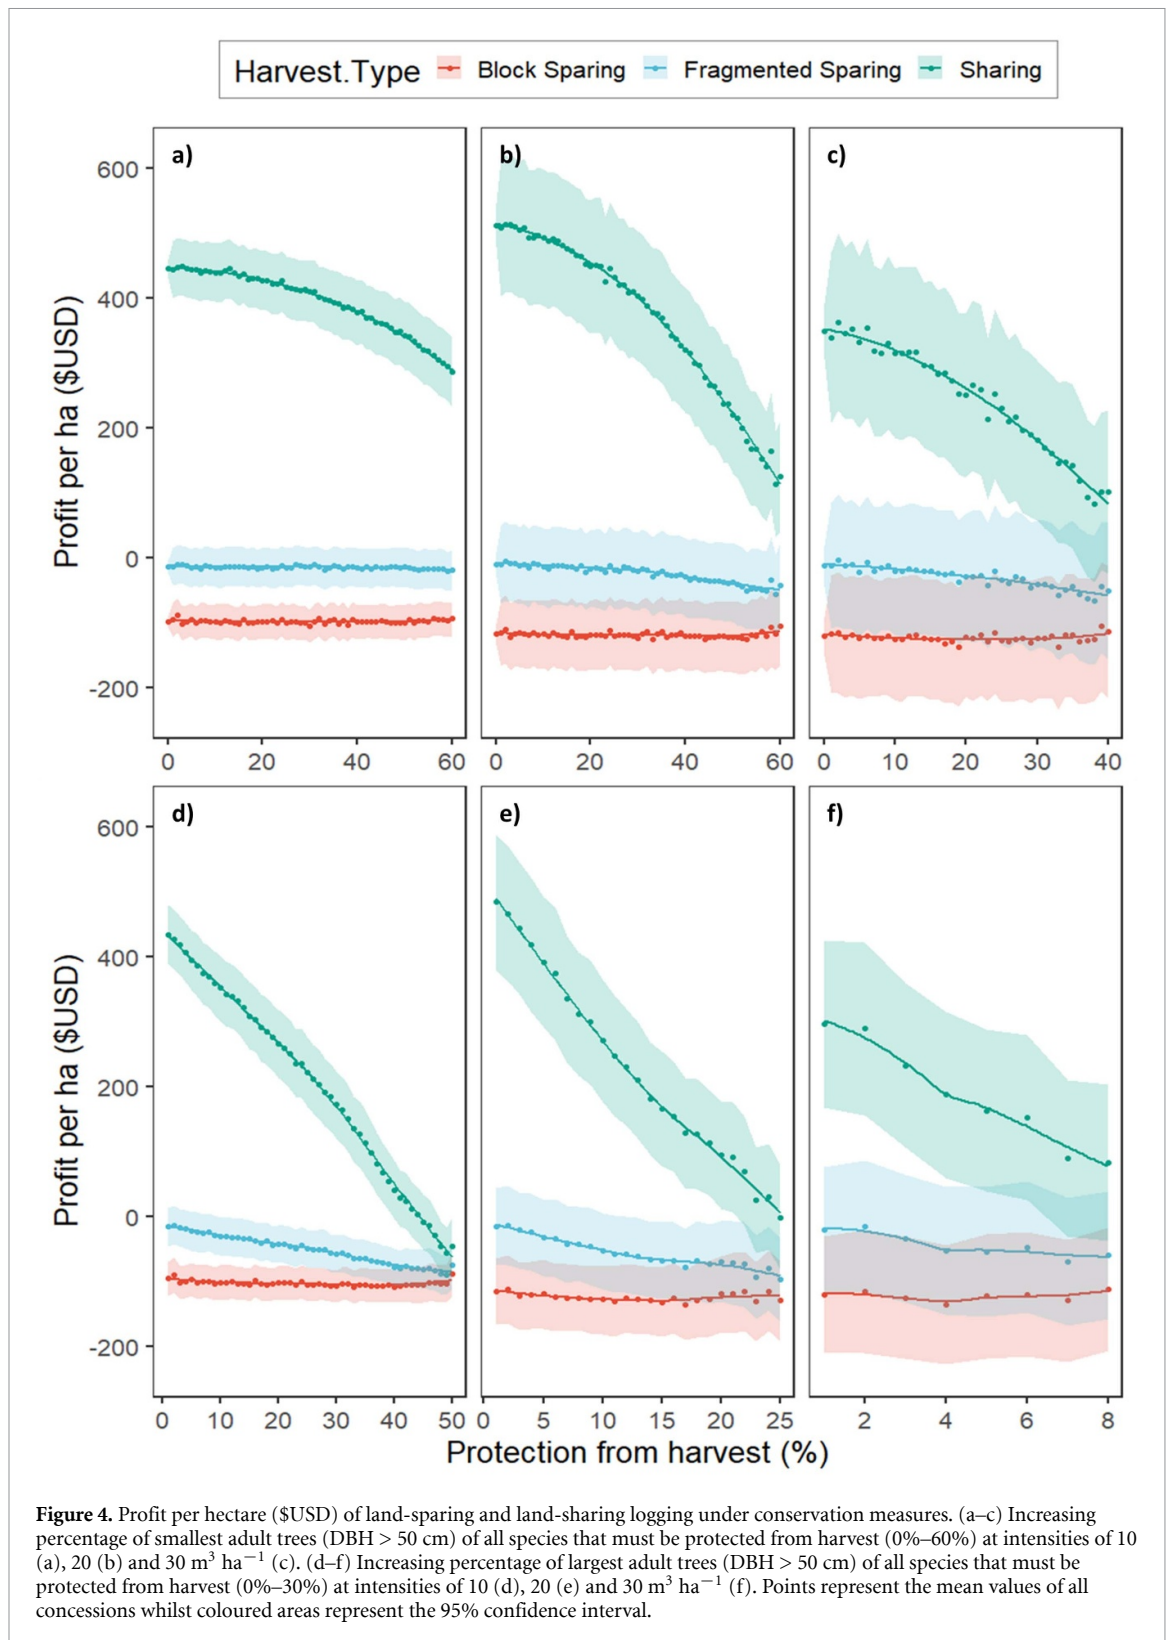 Harvest.Type Block Sparing Fragmented Sparing Sharing
a) b) c)
600
400
200
0
-200
Profit per ha ($USD)
0 20 40 60 0 20 40 60 0 10 20 30 40
d) e) f)
600
400
200
0
-200
Profit per ha ($USD)
0 10 20 30 40 50 0 5 10 15 20 25 2 4 6 8
Protection from harvest (%)
Figure 4. Profit per hectare ($USD) of land-sparing and land-sharing logging under conservation measures. (a–c) Increasing
percentage of smallest adult trees (DBH > 50 cm) of all species that must be protected from harvest (0%–60%) at intensities of 10
(a), 20 (b) and 30 m³ ha⁻¹ (c). (d–f) Increasing percentage of largest adult trees (DBH > 50 cm) of all species that must be
protected from harvest (0%–30%) at intensities of 10 (d), 20 (e) and 30 m³ ha⁻¹ (f). Points represent the mean values of all
concessions whilst coloured areas represent the 95% confidence interval.